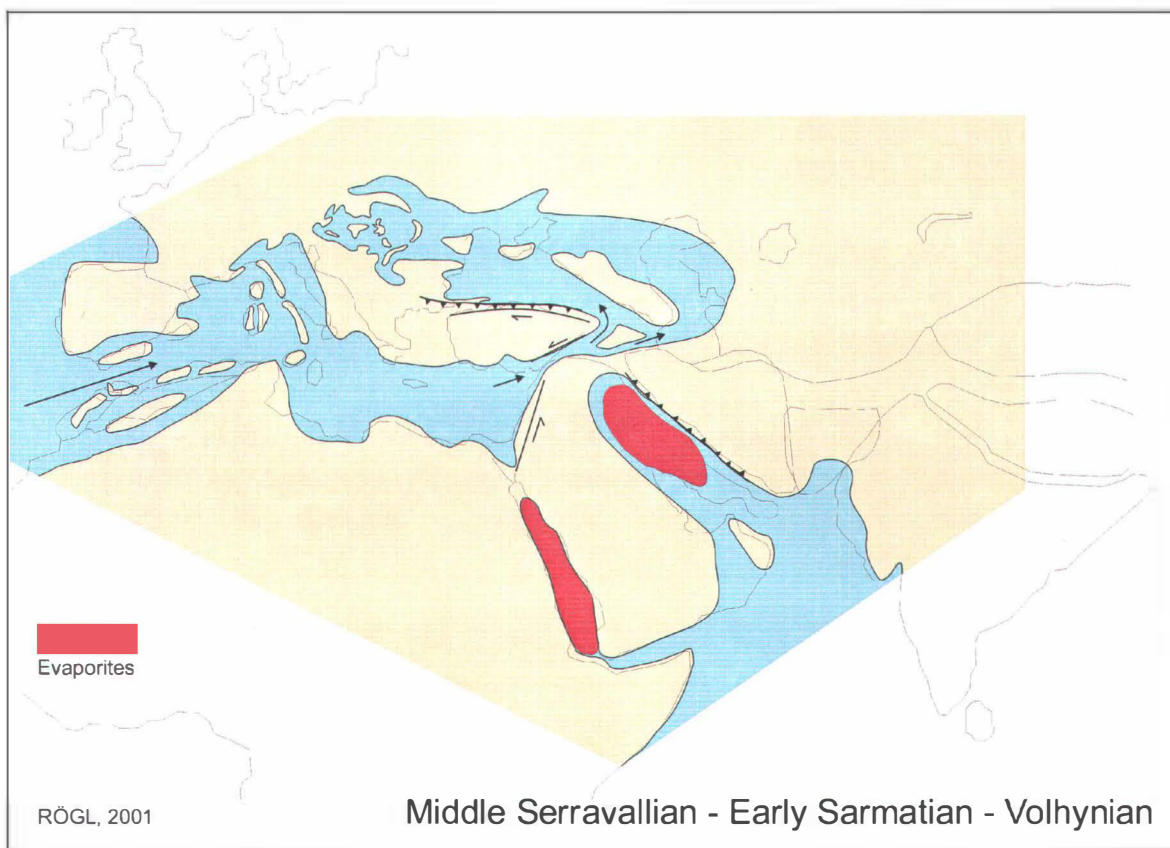 Evaporites
RÖGL, 2001
Middle Serravallian - Early Sarmatian - Volhynian